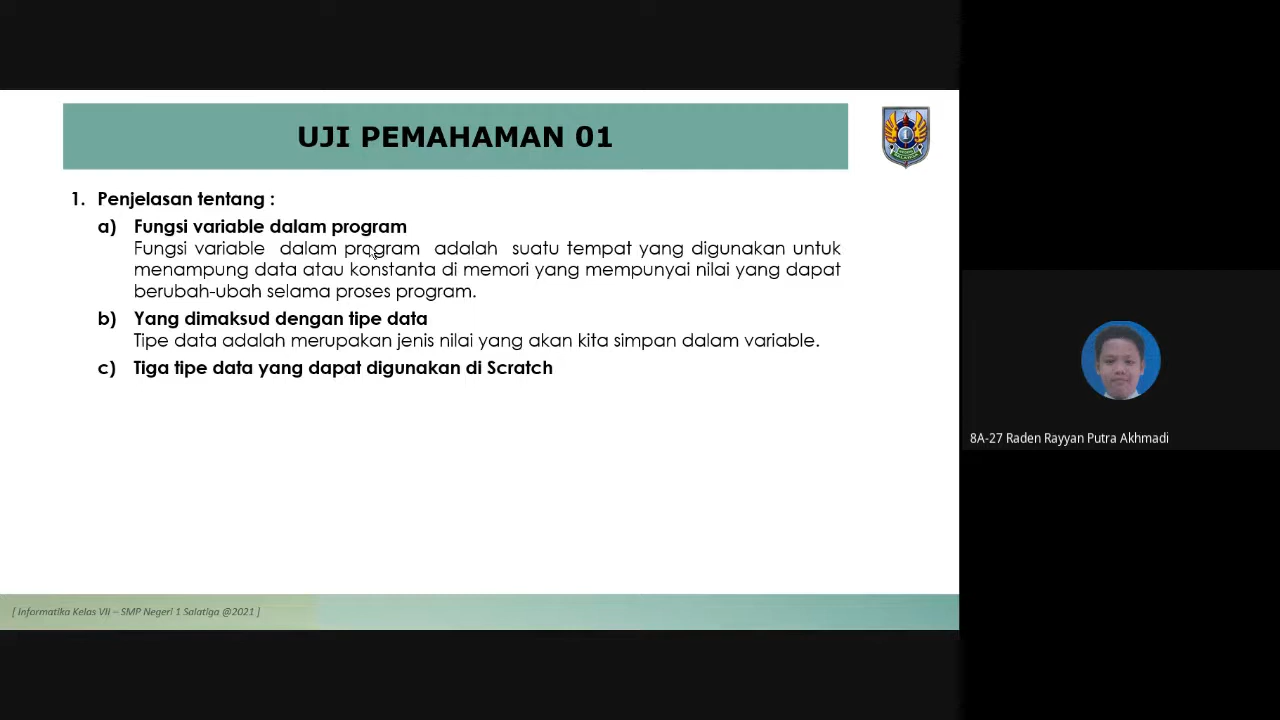 UJI PEMAHAMAN 01
1. Penjelasan tentang :
a) Fungsi variable dalam program
Fungsi variable dalam program adalah suatu tempat yang digunakan untuk
menampung data atau konstanta di memori yang mempunyai nilai yang dapat
berubah-ubah selama proses program.
b) Yang dimaksud dengan tipe data
Tipe data adalah merupakan jenis nilai yang akan kita simpan dalam variable.
c) Tiga tipe data yang dapat digunakan di Scratch
[ Informatika Kelas VII – SMP Negeri 1 Salatiga @2021 ]
8A-27 Raden Rayyan Putra Akhmadi